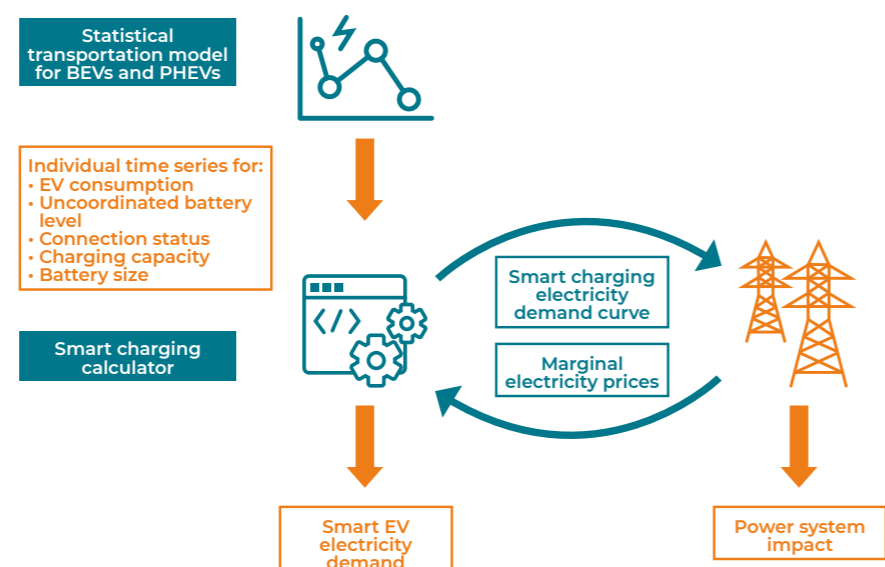 Statistical
transportation model
for BEVs and PHEVs
Individual time series for:
• EV consumption
• Uncoordinated battery
level
• Connection status
• Charging capacity
• Battery size
Smart charging
calculator
</>
Smart charging
electricity
demand curve
Marginal
electricity prices
Smart EV
electricity
demand
Power system
impact